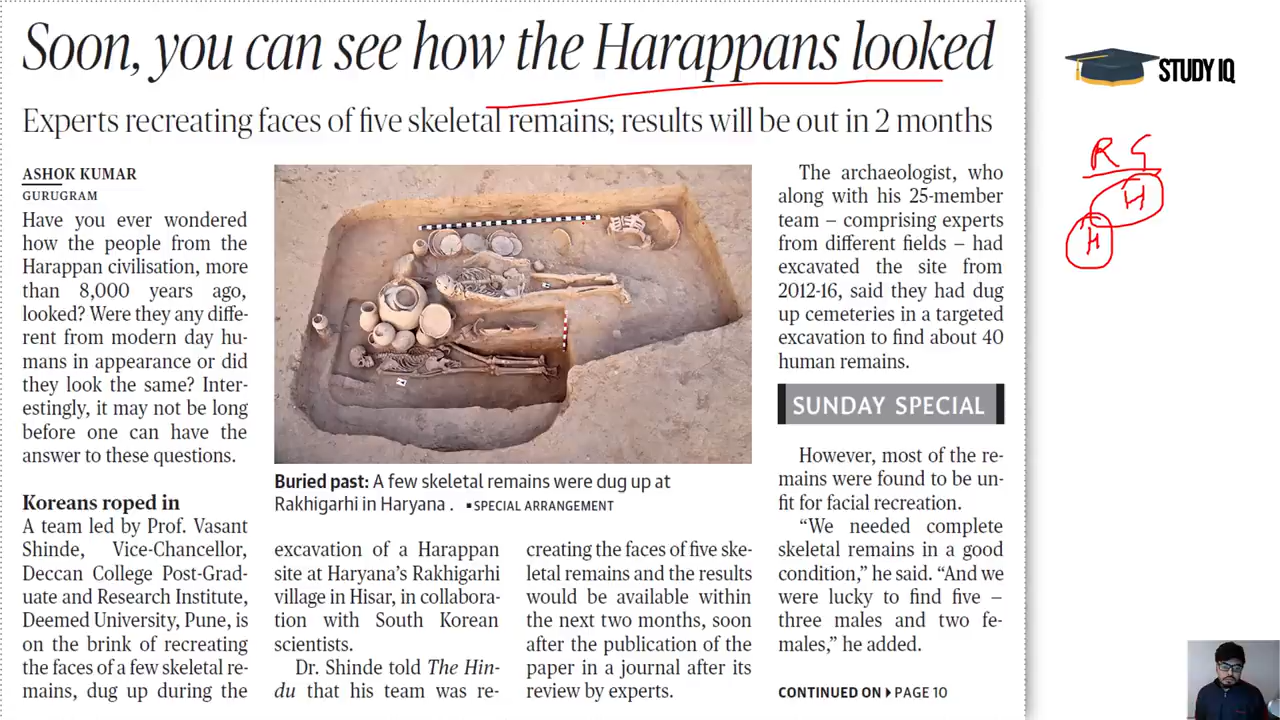 Soon, you can see how the Harappans looked
Experts recreating faces of five skeletal remains; results will be out in 2 months
STUDY IQ
R G
H
H
ASHOK KUMAR
GURUGRAM
Have you ever wondered
how the people from the
Harappan civilisation, more
than 8,000 years ago,
looked? Were they any diffe-
rent from modern day hu-
mans in appearance or did
they look the same? Inter-
estingly, it may not be long
before one can have the
answer to these questions.
Koreans roped in
A team led by Prof. Vasant
Shinde, Vice-Chancellor,
Deccan College Post-Grad-
uate and Research Institute,
Deemed University, Pune, is
on the brink of recreating
the faces of a few skeletal re-
mains, dug up during the
Buried past: A few skeletal remains were dug up at
Rakhigarhi in Haryana . ▪SPECIAL ARRANGEMENT
excavation of a Harappan
site at Haryana's Rakhigarhi
village in Hisar, in collabora-
tion with South Korean
scientists.
Dr. Shinde told The Hin-
du that his team was re-
creating the faces of five ske-
letal remains and the results
would be available within
the next two months, soon
after the publication of the
paper in a journal after its
review by experts.
The archaeologist, who
along with his 25-member
team – comprising experts
from different fields – had
excavated the site from
2012-16, said they had dug
up cemeteries in a targeted
excavation to find about 40
human remains.
SUNDAY SPECIAL
However, most of the re-
mains were found to be un-
fit for facial recreation.
“We needed complete
skeletal remains in a good
condition,” he said. “And we
were lucky to find five –
three males and two fe-
males,” he added.
CONTINUED ON ▸ PAGE 10